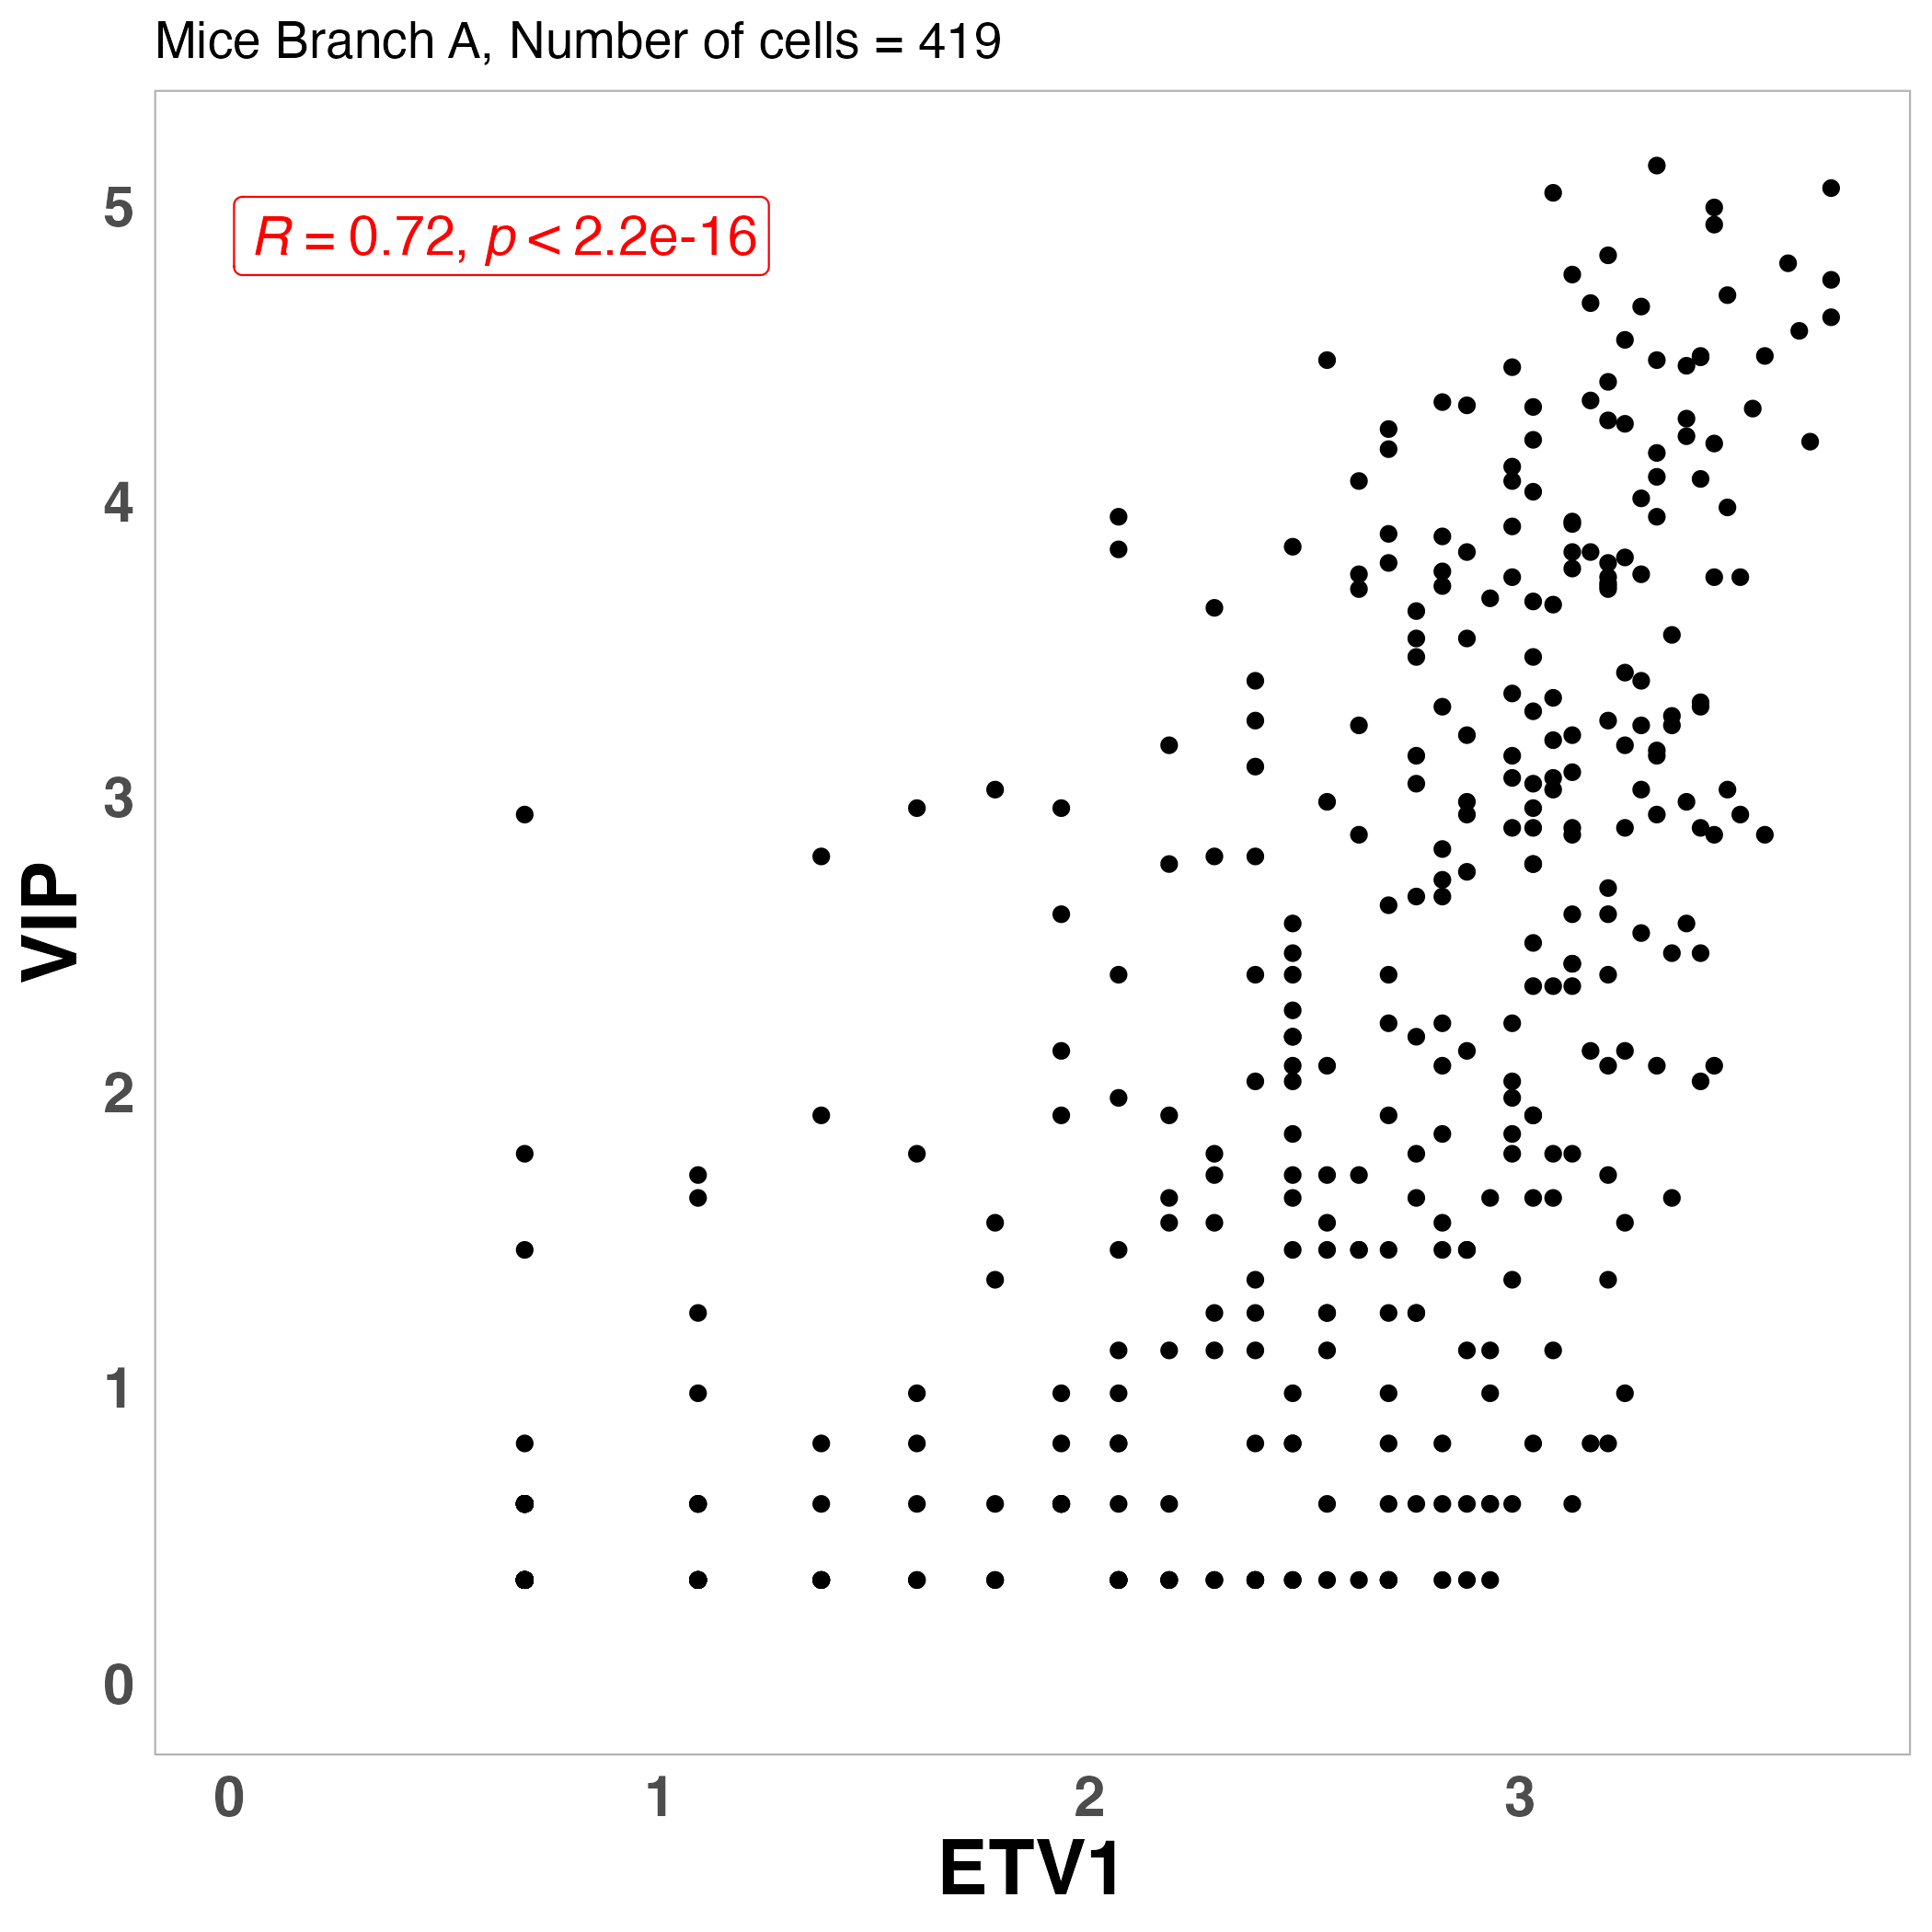 Mice Branch A, Number of cells = 419
R = 0.72, p < 2.2e-16
5
4
3
2
1
0
VIP
0 1 2 3
ETV1